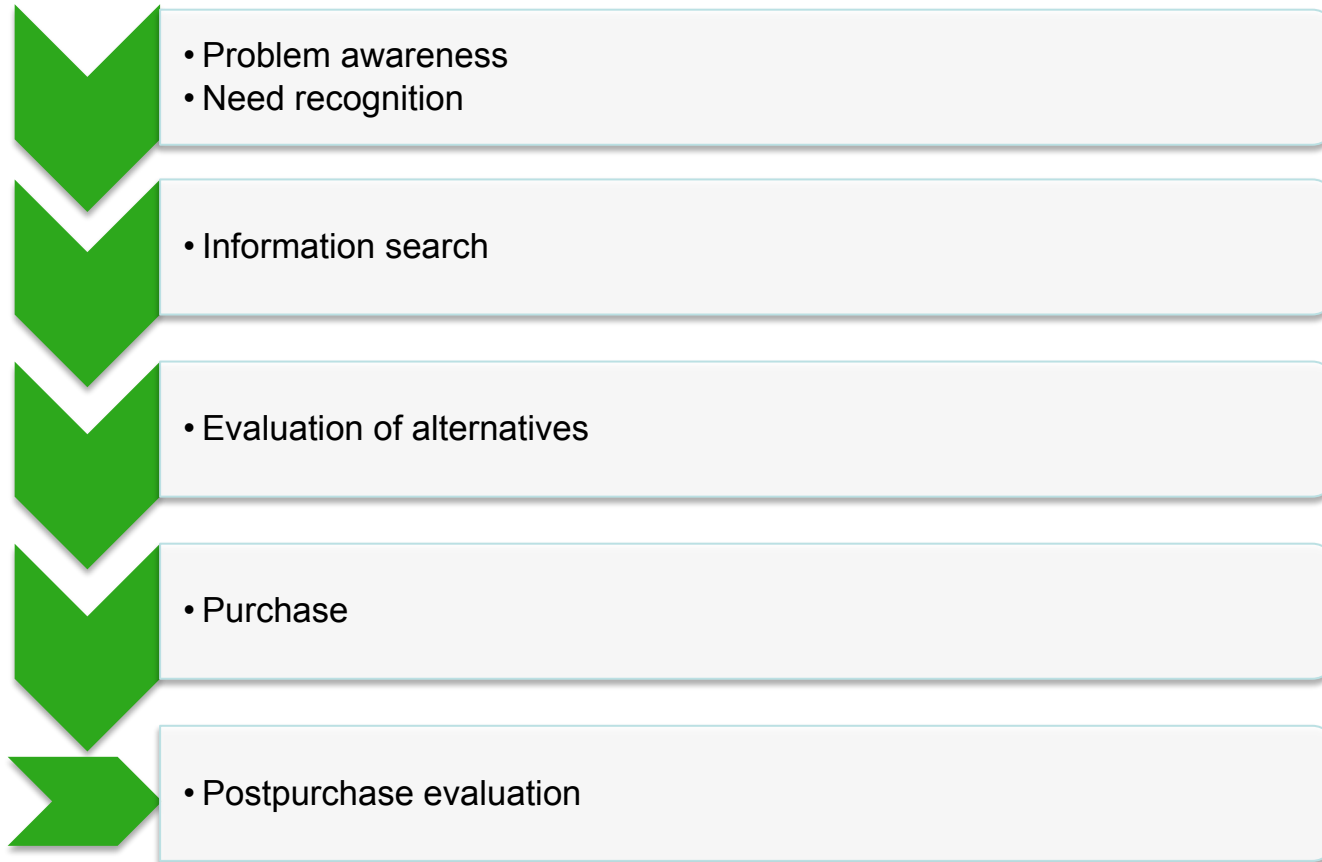 • Problem awareness
• Need recognition
• Information search
• Evaluation of alternatives
• Purchase
• Postpurchase evaluation